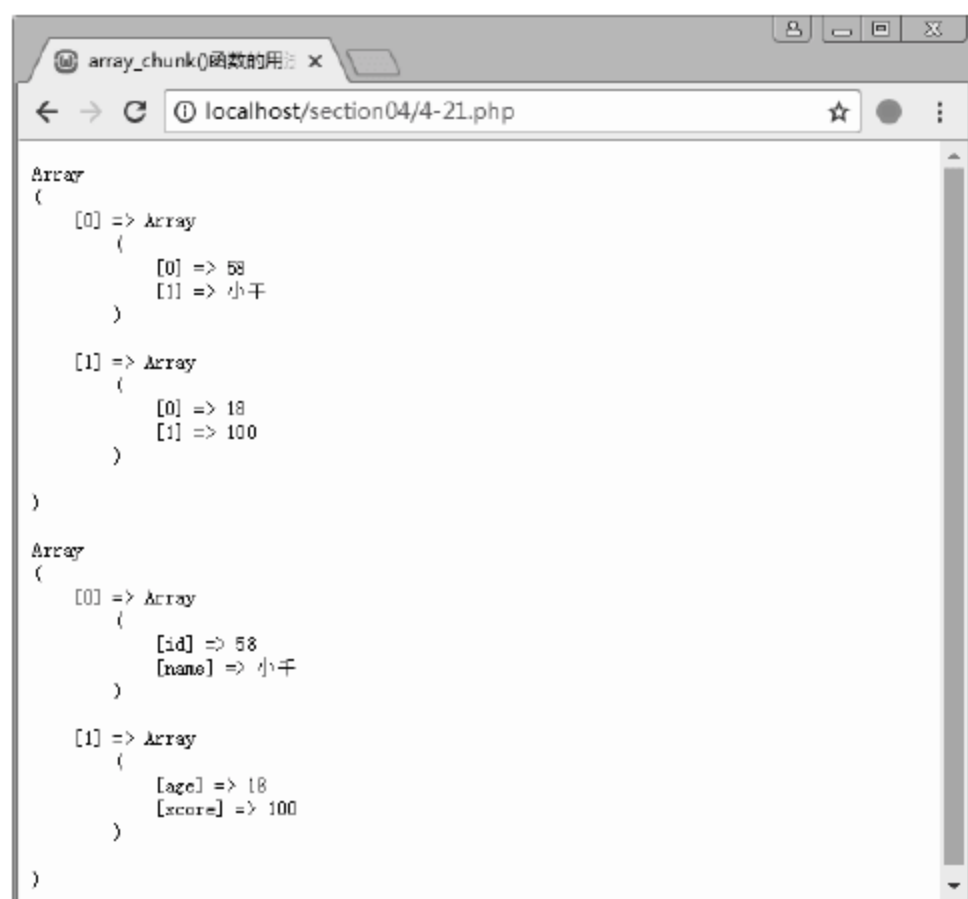 array_chunk()函数的用
localhost/section04/4-21.php
Array
(
    [0] => Array
        (
            [0] => 58
            [1] => 小千
        )
    [1] => Array
        (
            [0] => 18
            [1] => 100
        )
)
Array
(
    [0] => Array
        (
            [id] => 58
            [name] => 小千
        )
    [1] => Array
        (
            [age] => 18
            [score] => 100
        )
)